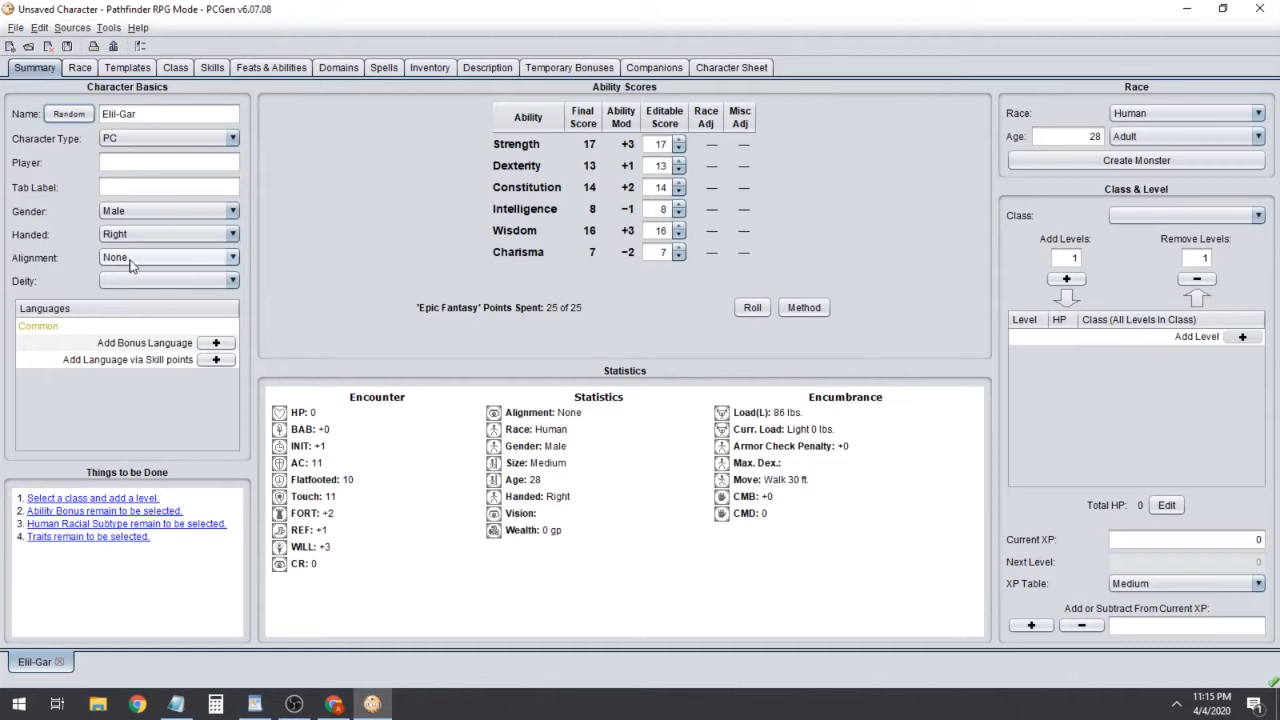 Unsaved Character - Pathfinder RPG Mode - PCGen v6.07.08
File Edit Sources Tools Help
Summary Race Templates Class Skills Feats & Abilities Domains Spells Inventory Description Temporary Bonuses Companions Character Sheet
Character Basics
Name: Random Elil-Gar
Character Type: PC
Player:
Tab Label:
Gender: Male
Handed: Right
Alignment: None
Deity:
Languages
Common
Add Bonus Language +
Add Language via Skill points +
Things to be Done
1. Select a class and add a level.
2. Ability Bonus remain to be selected.
3. Human Racial Subtype remain to be selected.
4. Traits remain to be selected.
Ability Scores
Ability Final Score Ability Mod Editable Score Race Adj Misc Adj
Strength 17 +3 17 — —
Dexterity 13 +1 13 — —
Constitution 14 +2 14 — —
Intelligence 8 −1 8 — —
Wisdom 16 +3 16 — —
Charisma 7 −2 7 — —
'Epic Fantasy' Points Spent: 25 of 25 Roll Method
Statistics
Encounter
HP: 0
BAB: +0
INIT: +1
AC: 11
Flatfooted: 10
Touch: 11
FORT: +2
REF: +1
WILL: +3
CR: 0
Statistics
Alignment: None
Race: Human
Gender: Male
Size: Medium
Age: 28
Handed: Right
Vision:
Wealth: 0 gp
Encumbrance
Load(L): 86 lbs.
Curr. Load: Light 0 lbs.
Armor Check Penalty: +0
Max. Dex.:
Move: Walk 30 ft.
CMB: +0
CMD: 0
Race
Race: Human
Age: 28 Adult
Create Monster
Class & Level
Class:
Add Levels: Remove Levels:
1 1
+ −
Level HP Class (All Levels In Class)
Add Level +
Total HP: 0 Edit
Current XP: 0
Next Level: 0
XP Table: Medium
Add or Subtract From Current XP:
+ −
Elil-Gar
11:15 PM
4/4/2020
1